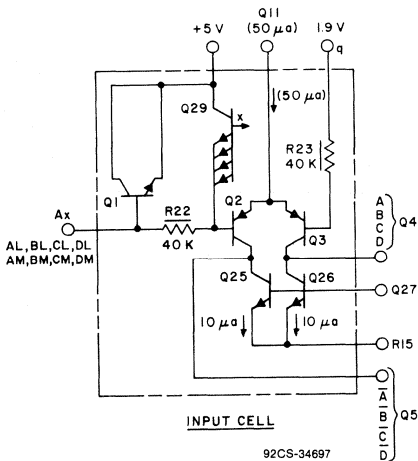 +5 V
Q11
(50 μa)
1.9V
q
Q29
x
(50 μa)
R23
40 K
Q1
Ax
AL, BL, CL, DL
AM, BM, CM, DM
R22
40 K
Q2
Q3
A
B
C
D
Q4
Q25
Q26
Q27
10 μa
10 μa
R15
A̅
B̅
C̅
D̅
Q5
INPUT CELL
92CS-34697